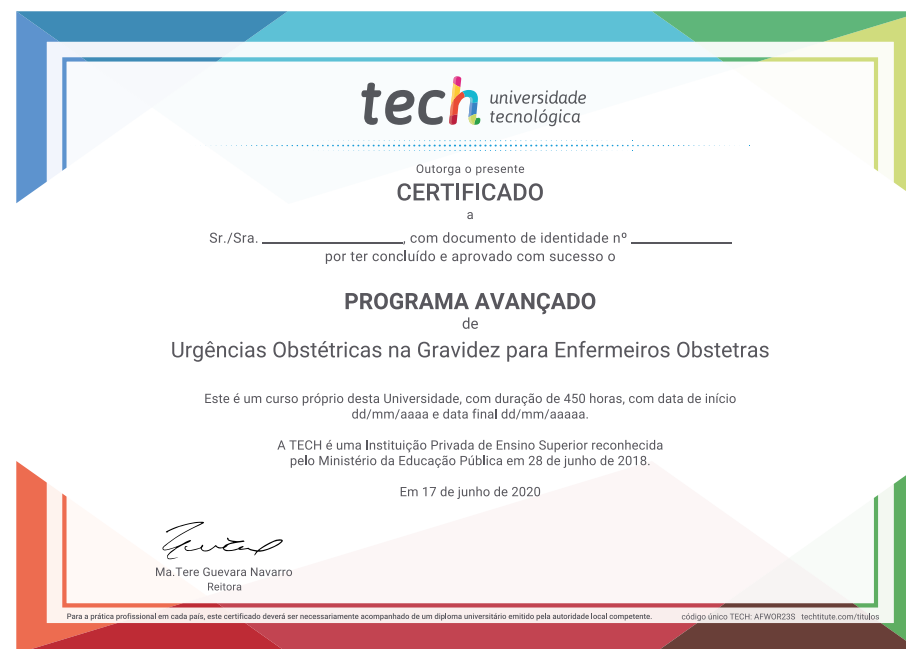 tech universidade
tecnológica
Outorga o presente
CERTIFICADO
a
Sr./Sra. ____________, com documento de identidade nº ____________
por ter concluído e aprovado com sucesso o
PROGRAMA AVANÇADO
de
Urgências Obstétricas na Gravidez para Enfermeiros Obstetras
Este é um curso próprio desta Universidade, com duração de 450 horas, com data de início
dd/mm/aaaa e data final dd/mm/aaaaa.
A TECH é uma Instituição Privada de Ensino Superior reconhecida
pelo Ministério da Educação Pública em 28 de junho de 2018.
Em 17 de junho de 2020
Ma.Tere Guevara Navarro
Reitora
Para a prática profissional em cada país, este certificado deverá ser necessariamente acompanhado de um diploma universitário emitido pela autoridade local competente. código único TECH: AFWOR23S techtitute.com/titulos